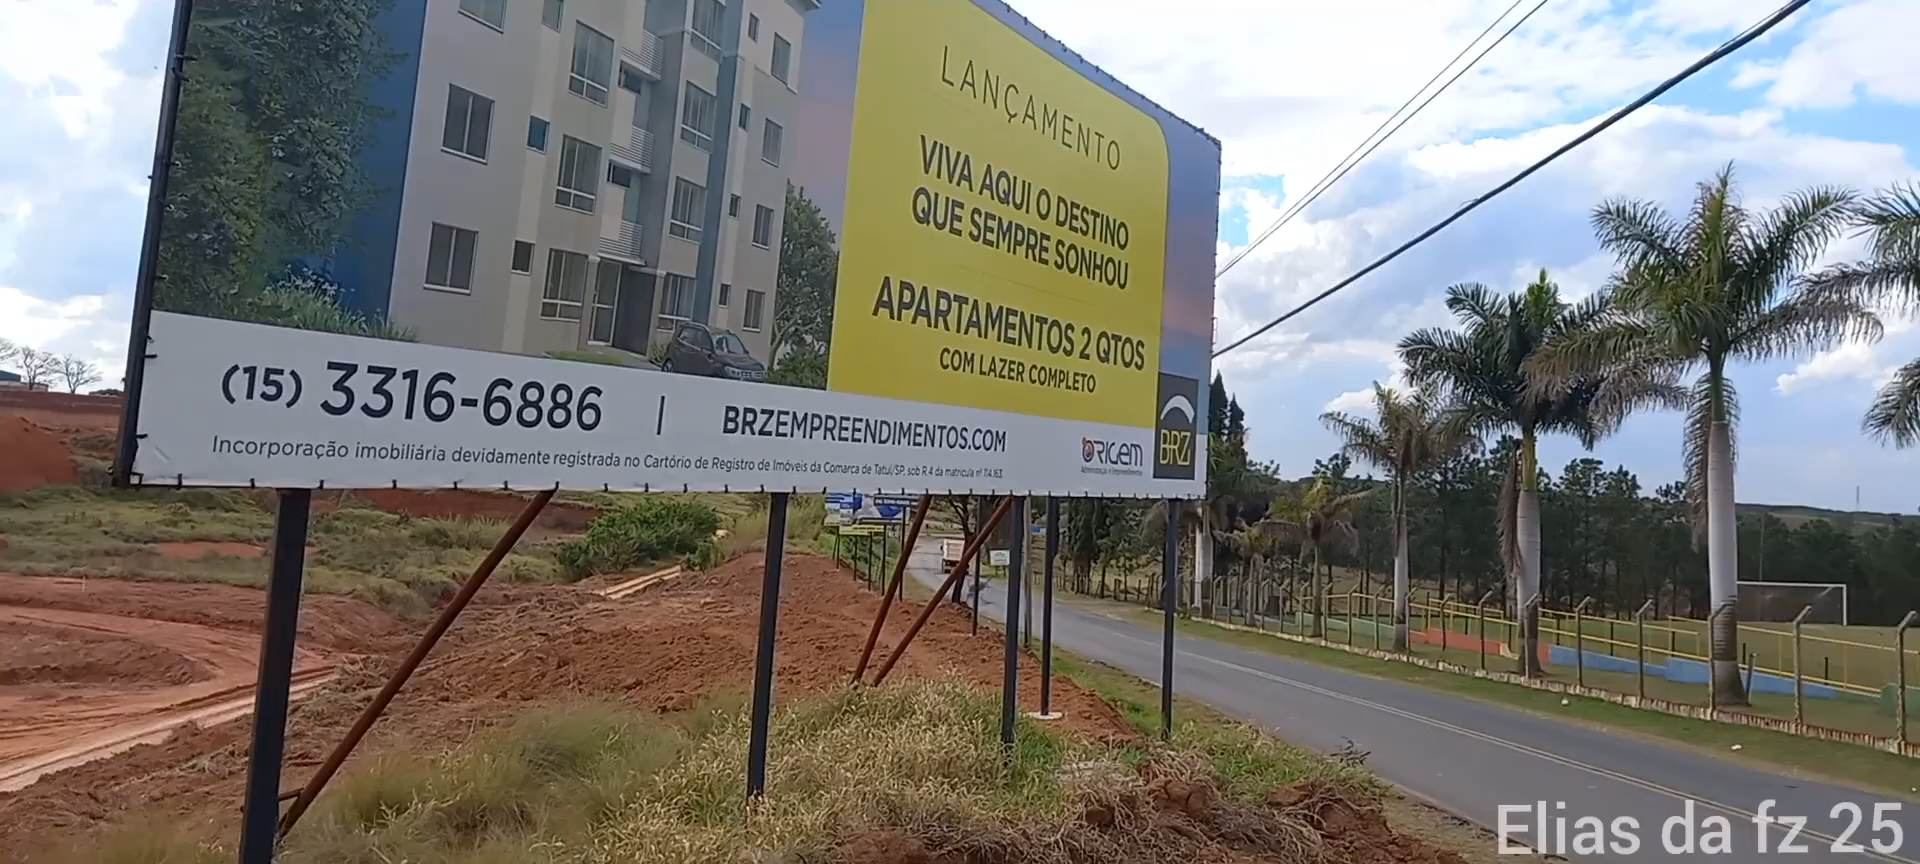 LANÇAMENTO
VIVA AQUI O DESTINO
QUE SEMPRE SONHOU
APARTAMENTOS 2 QTOS
COM LAZER COMPLETO
(15) 3316-6886 | BRZEMPREENDIMENTOS.COM
Incorporação imobiliária devidamente registrada no Cartório de Registro de Imóveis da Comarca de Tatuí/SP, sob R.4 da matrícula nº 114.163.
ORIGEM
Administração e Empreendimentos
BRZ
Elias da fz 25